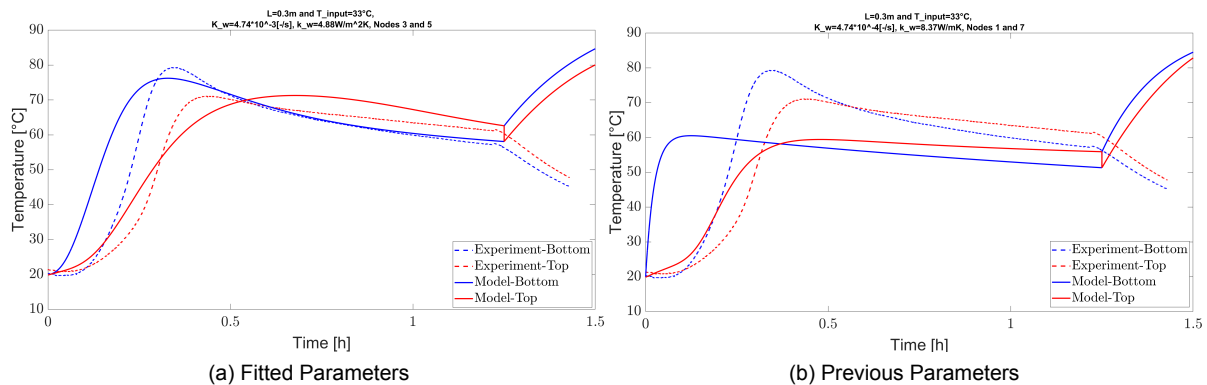 L=0.3m and T_input=33°C,
K_w=4.74*10^-3[-/s], k_w=4.88W/m^2K, Nodes 3 and 5
90
80
70
60
50
40
30
20
10
Temperature [°C]
Experiment-Bottom
Experiment-Top
Model-Bottom
Model-Top
0
0.5
1
1.5
Time [h]
(a) Fitted Parameters
L=0.3m and T_input=33°C,
K_w=4.74*10^-4[-/s], k_w=8.37W/mK, Nodes 1 and 7
90
80
70
60
50
40
30
20
10
Temperature [°C]
Experiment-Bottom
Experiment-Top
Model-Bottom
Model-Top
0
0.5
1
1.5
Time [h]
(b) Previous Parameters